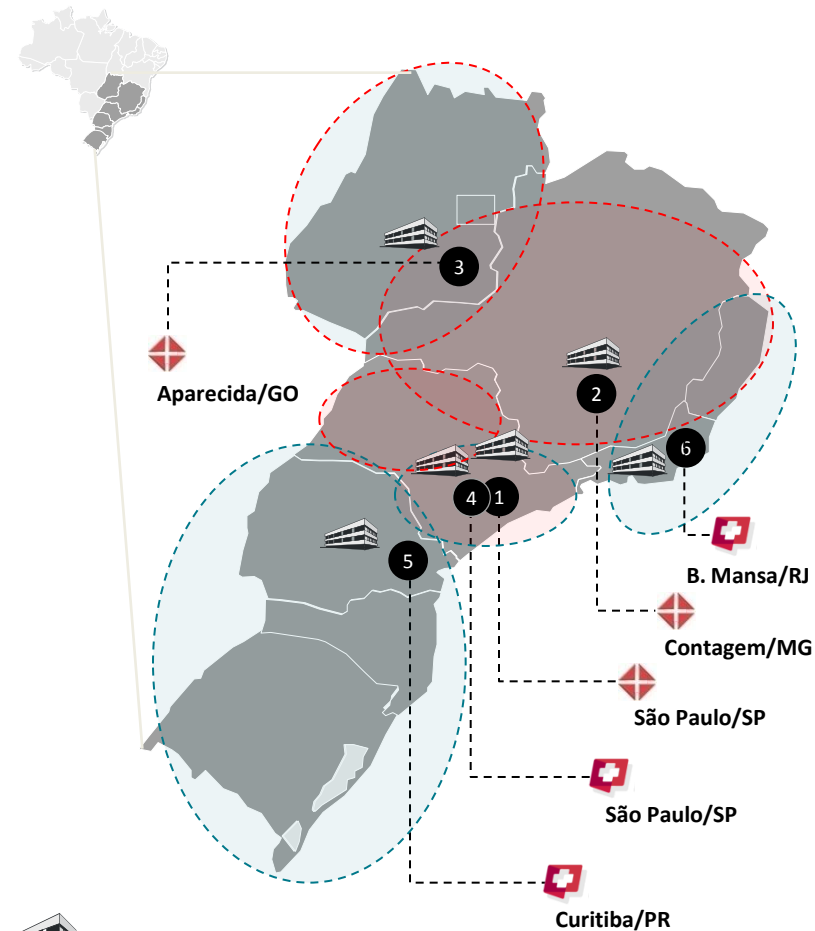 3
Aparecida/GO
2
6
4
1
5
B. Mansa/RJ
Contagem/MG
São Paulo/SP
São Paulo/SP
Curitiba/PR